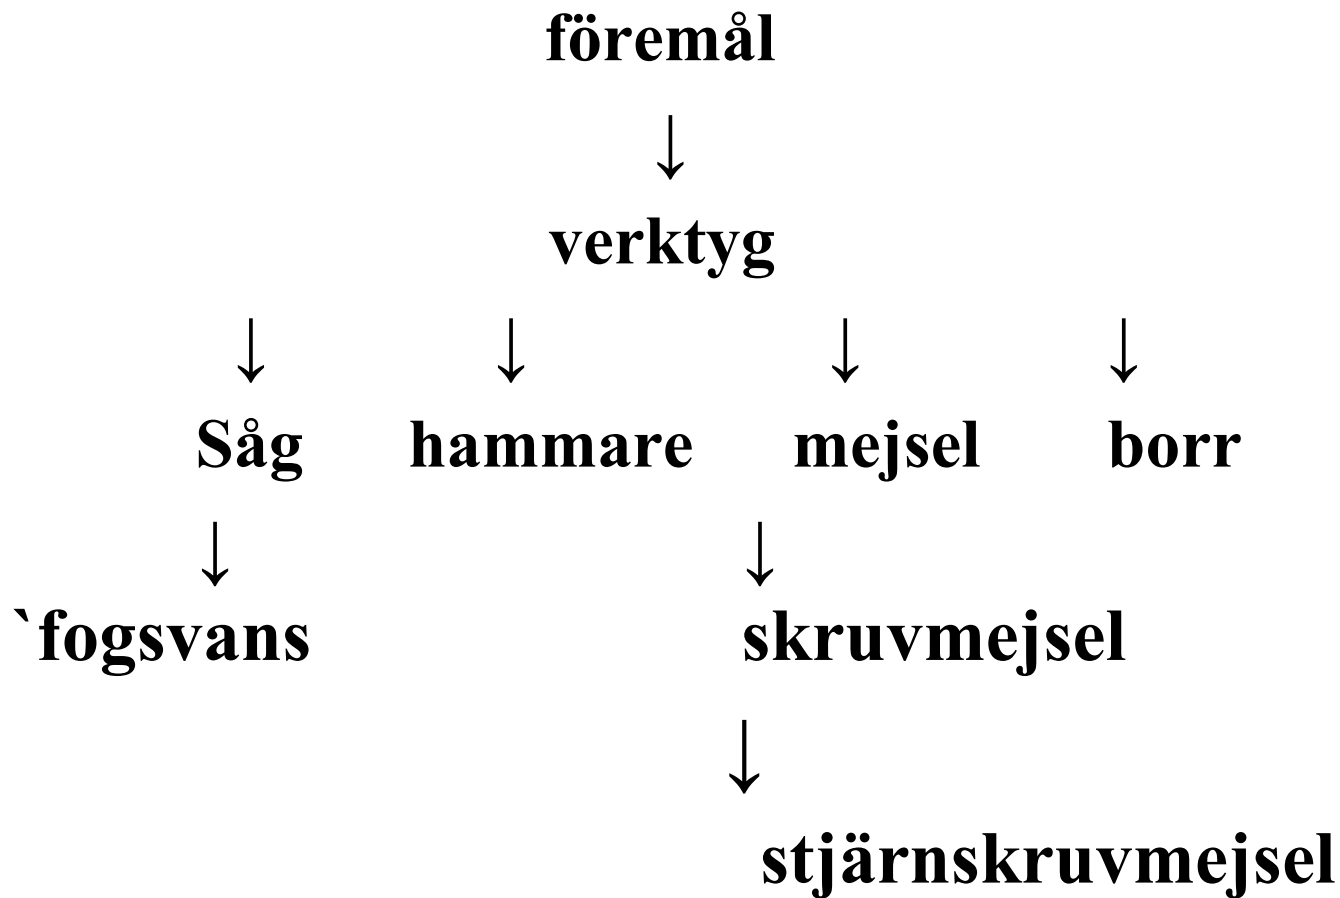 föremål
↓
verktyg
↓ ↓ ↓ ↓
Såg hammare mejsel borr
↓ ↓
`fogsvans skruvmejsel
↓
stjärnskruvmejsel